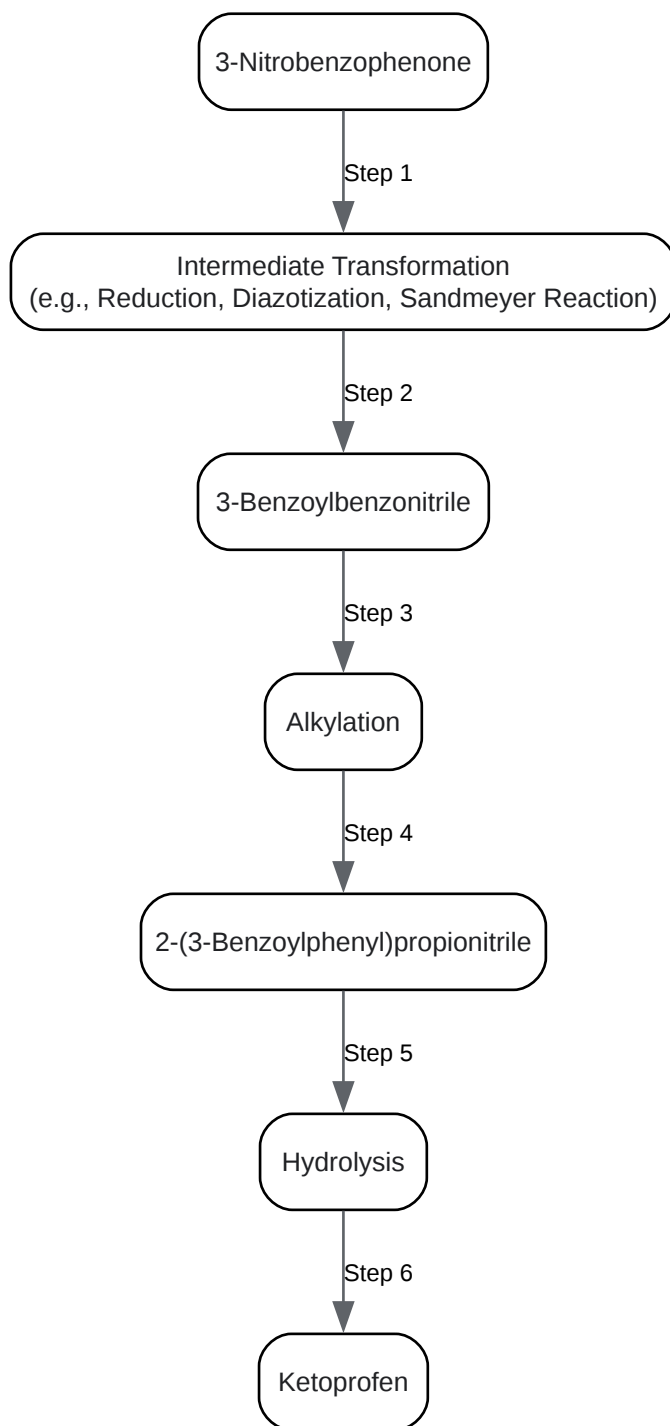 3-Nitrobenzophenone
Step 1
Intermediate Transformation
(e.g., Reduction, Diazotization, Sandmeyer Reaction)
Step 2
3-Benzoylbenzonitrile
Step 3
Alkylation
Step 4
2-(3-Benzoylphenyl)propionitrile
Step 5
Hydrolysis
Step 6
Ketoprofen